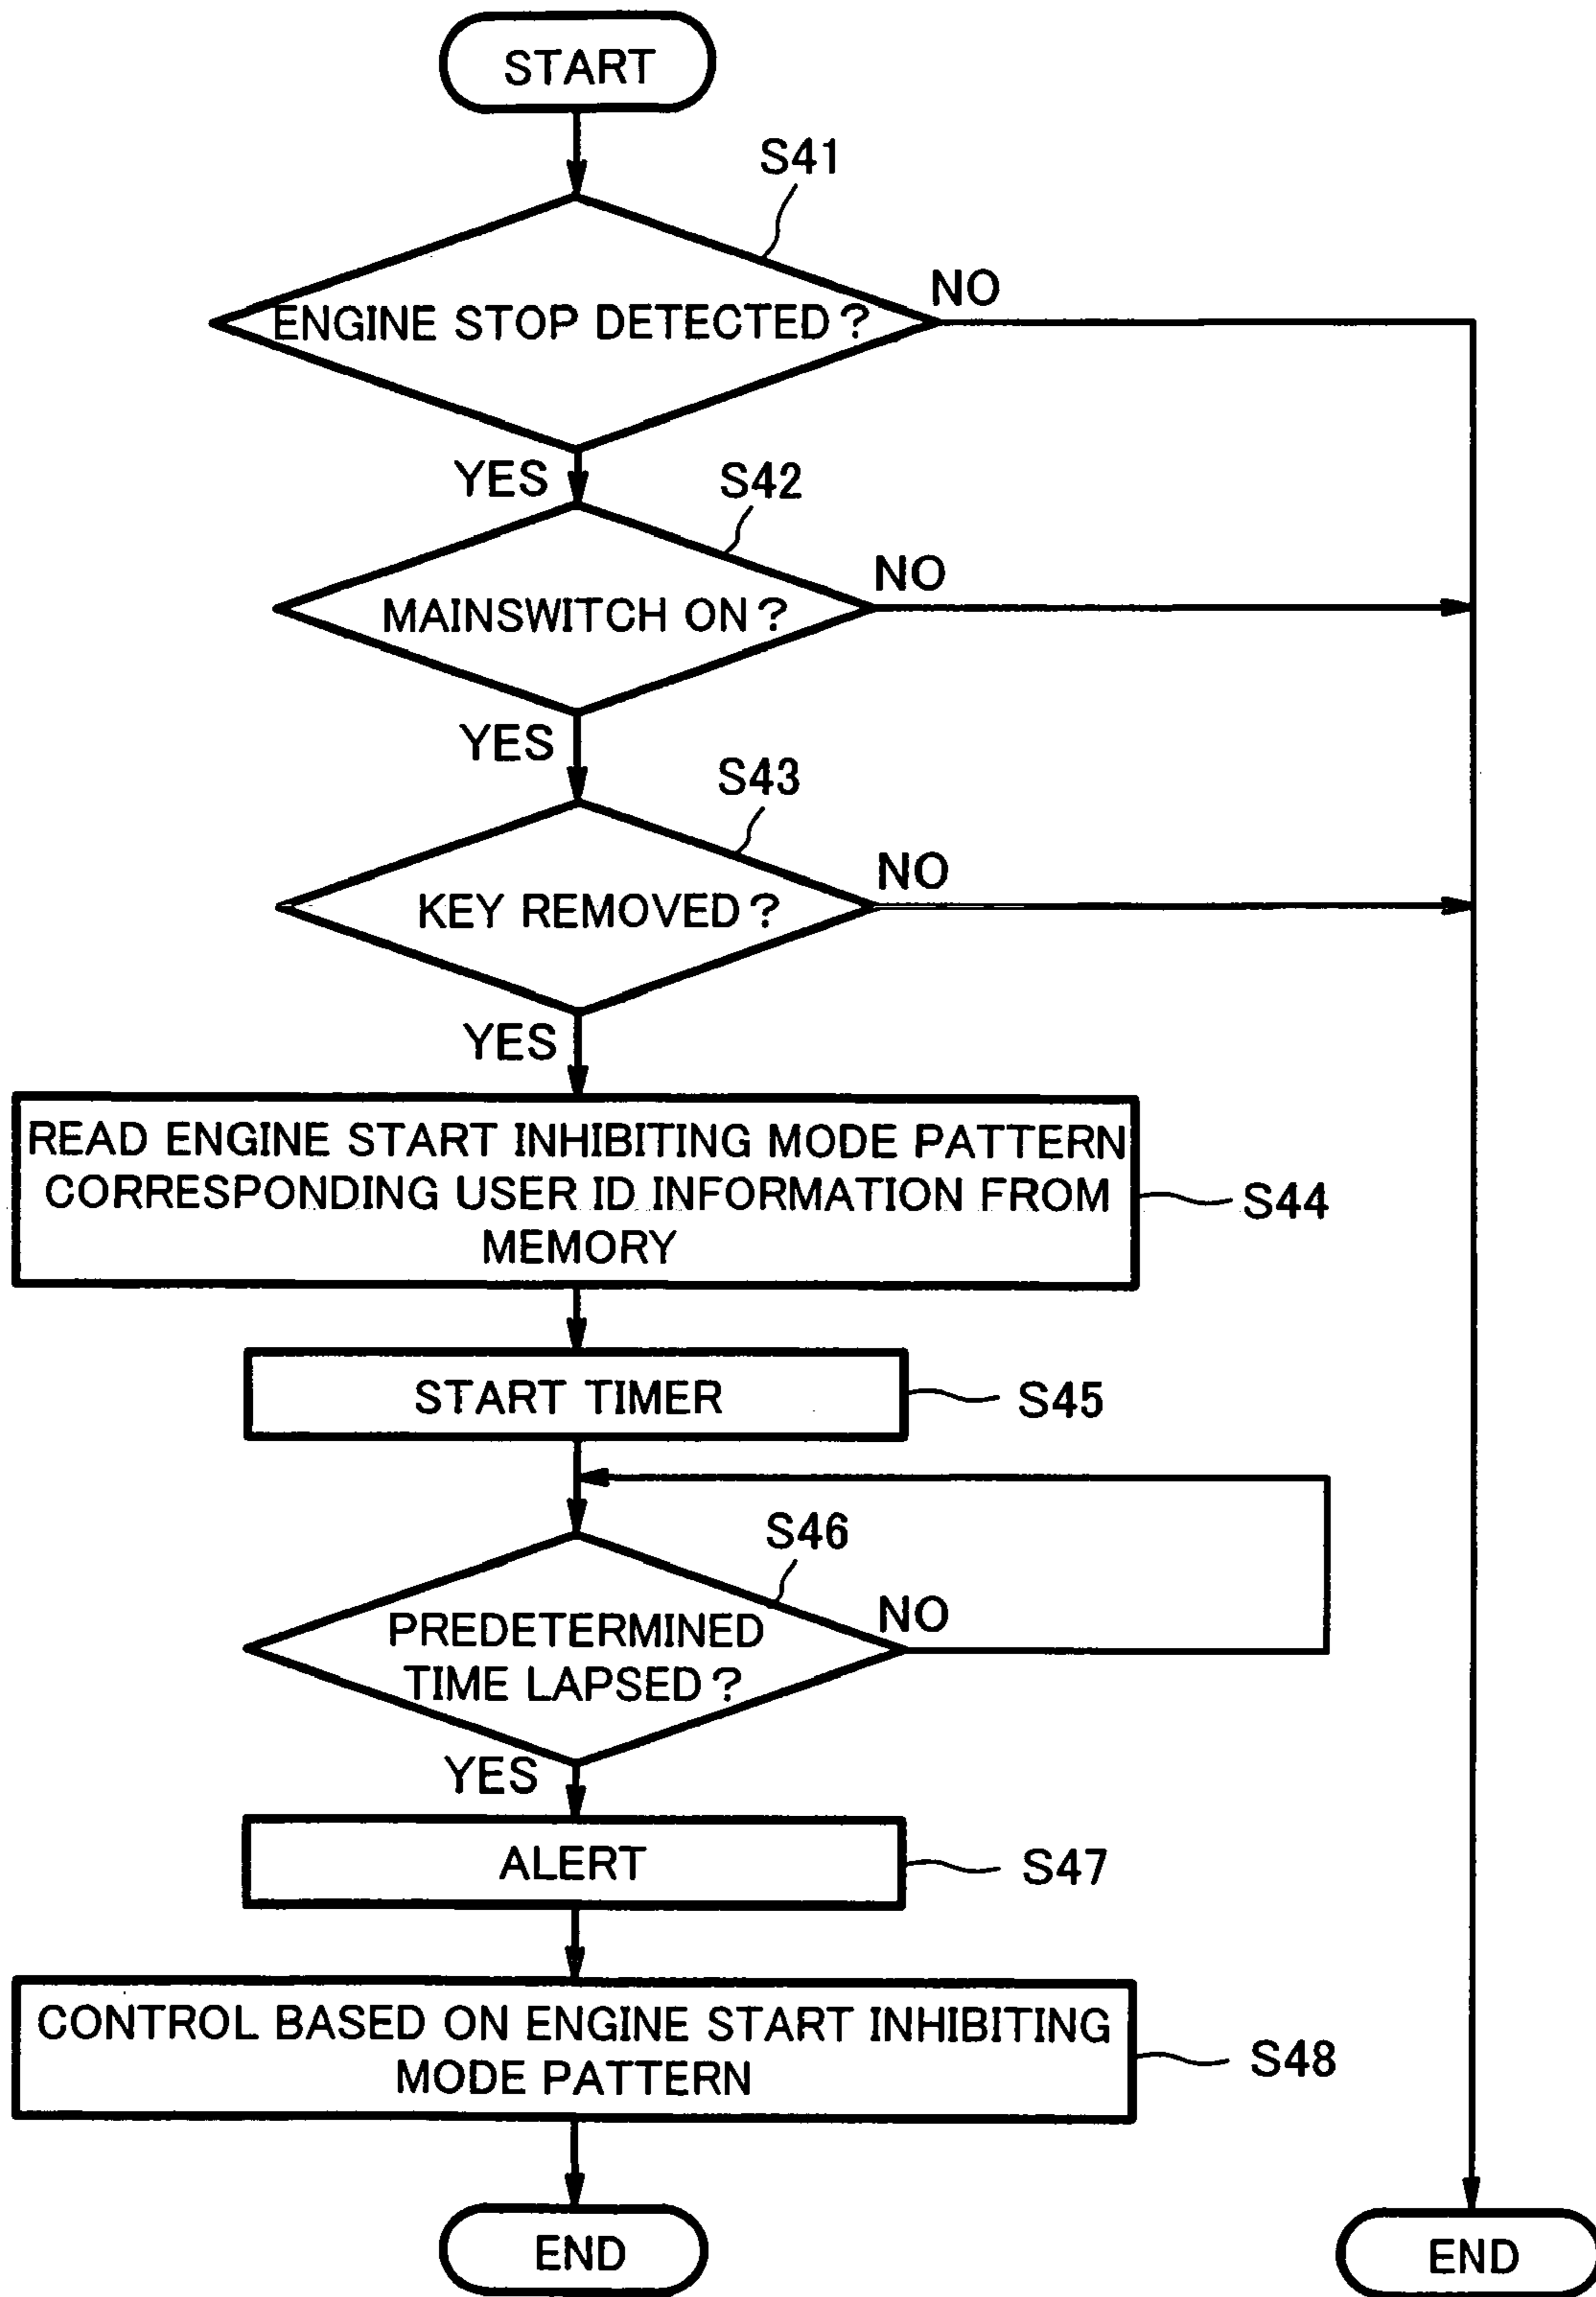 START
S41
ENGINE STOP DETECTED?
NO
YES
S42
MAINSWITCH ON?
NO
YES
S43
KEY REMOVED?
NO
YES
READ ENGINE START INHIBITING MODE PATTERN
CORRESPONDING USER ID INFORMATION FROM
MEMORY
S44
START TIMER
S45
S46
PREDETERMINED
TIME LAPSED?
NO
YES
ALERT
S47
CONTROL BASED ON ENGINE START INHIBITING
MODE PATTERN
S48
END
END